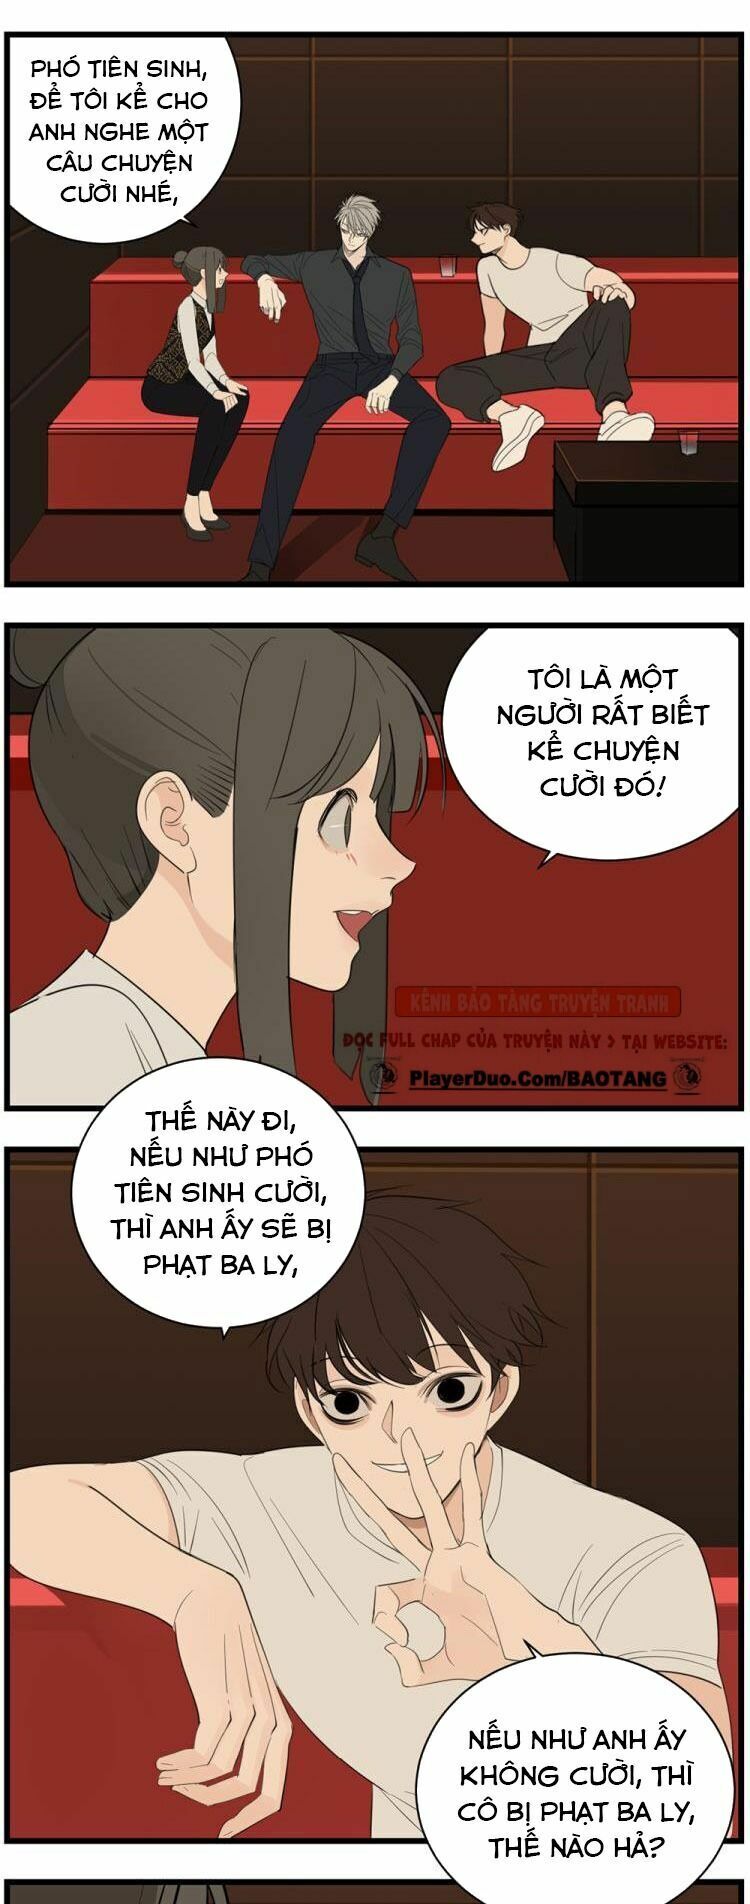 PHÓ TIÊN SINH,
ĐỂ TÔI KỂ CHO
ANH NGHE MỘT
CÂU CHUYỆN
CƯỜI NHÉ,
TÔI LÀ MỘT
NGƯỜI RẤT BIẾT
KỂ CHUYỆN
CƯỜI ĐÓ!
KÊNH BẢO TÀNG TRUYỆN TRANH
ĐỌC FULL CHAP CỦA TRUYỆN NÀY > TẠI WEBSITE:
PLAYERDUO.COM/BAOTANG
THẾ NÀY ĐI,
NẾU NHƯ PHÓ
TIÊN SINH CƯỜI,
THÌ ANH ẤY SẼ BỊ
PHẠT BA LY,
NẾU NHƯ ANH ẤY
KHÔNG CƯỜI, THÌ
CÔ BỊ PHẠT BA LY,
THẾ NÀO HẢ?